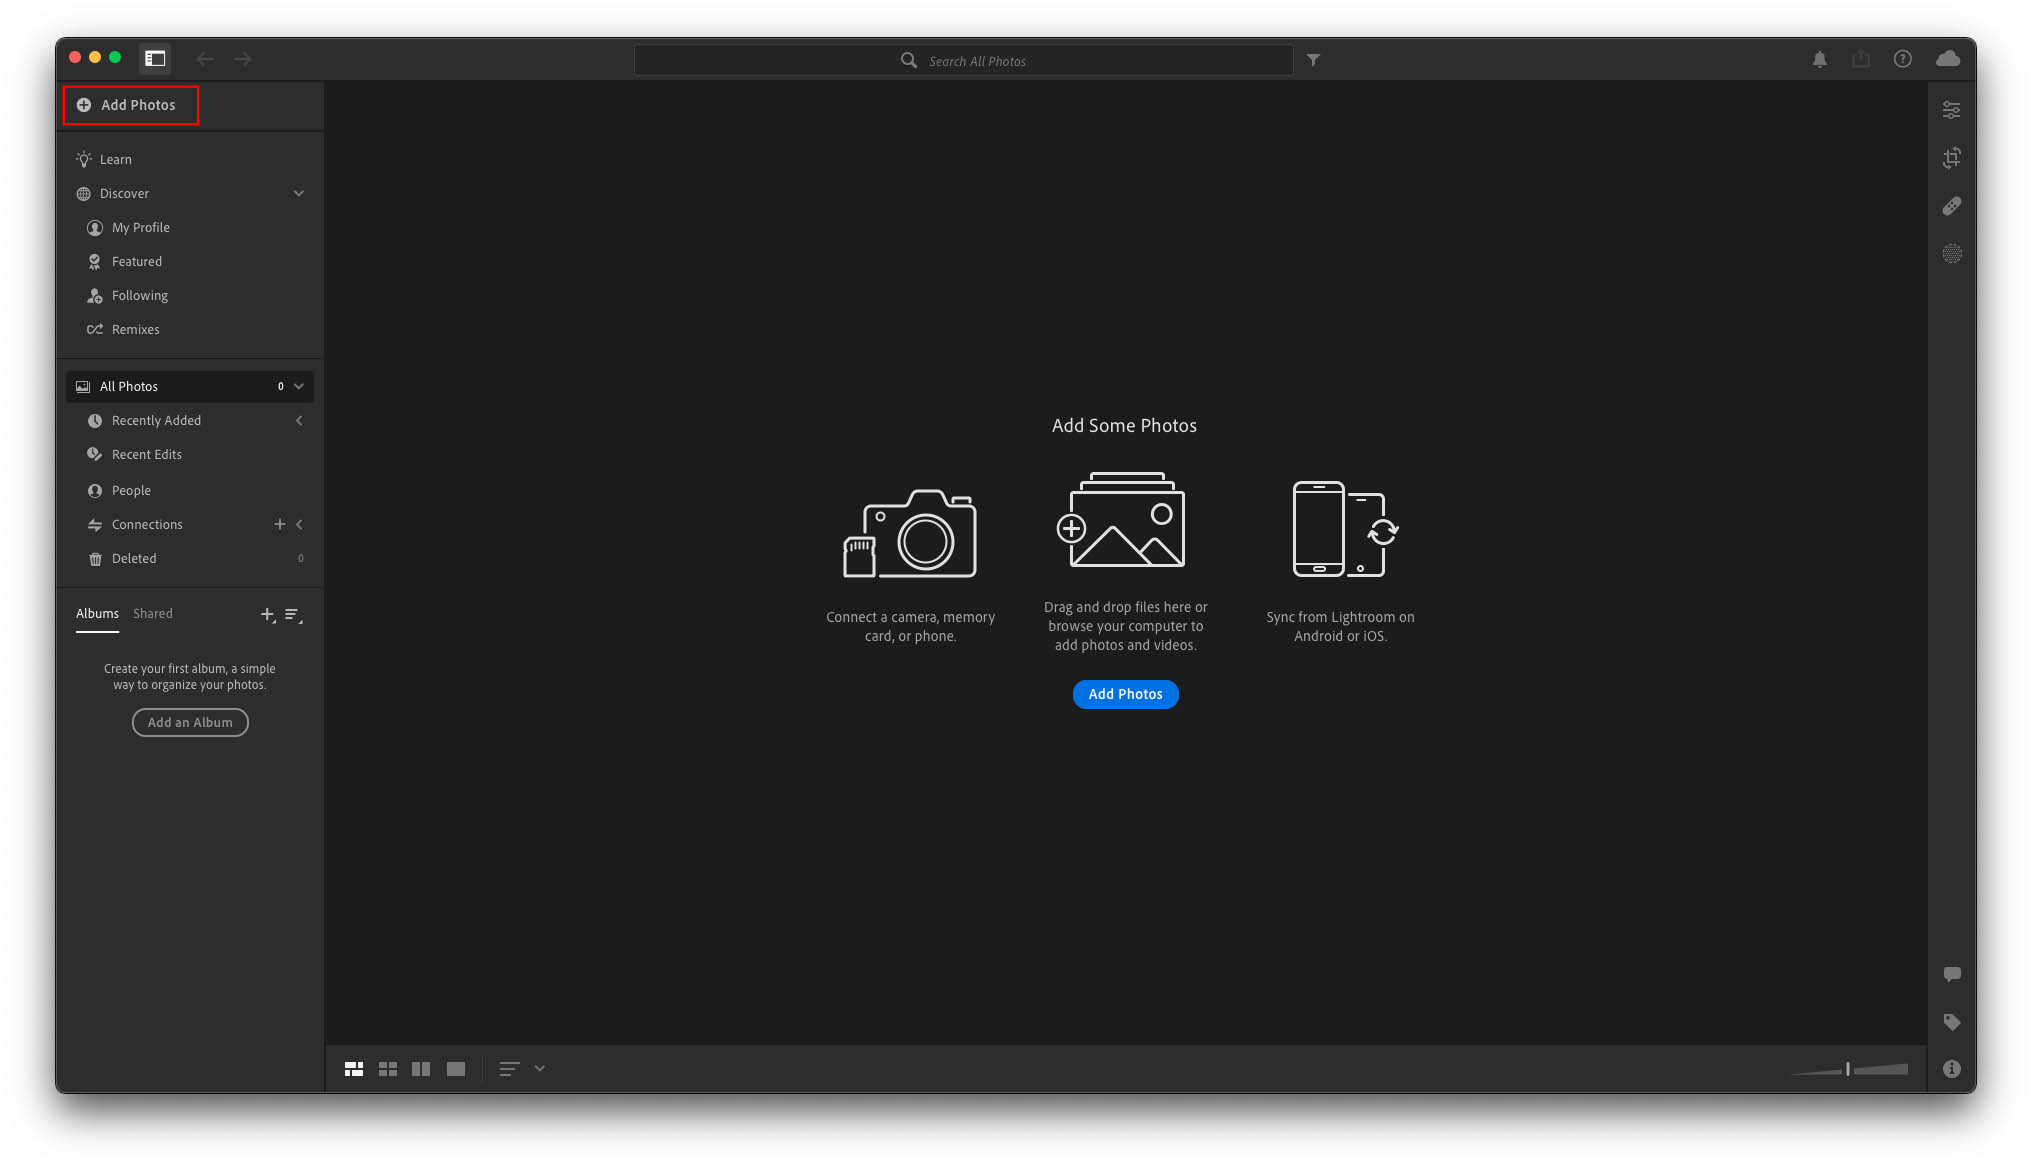 Search All Photos
Add Photos
Learn
Discover
My Profile
Featured
Following
Remixes
All Photos 0
Recently Added
Recent Edits
People
Connections
Deleted 0
Albums Shared
Create your first album, a simple
way to organize your photos.
Add an Album
Add Some Photos
Connect a camera, memory
card, or phone.
Drag and drop files here or
browse your computer to
add photos and videos.
Add Photos
Sync from Lightroom on
Android or iOS.